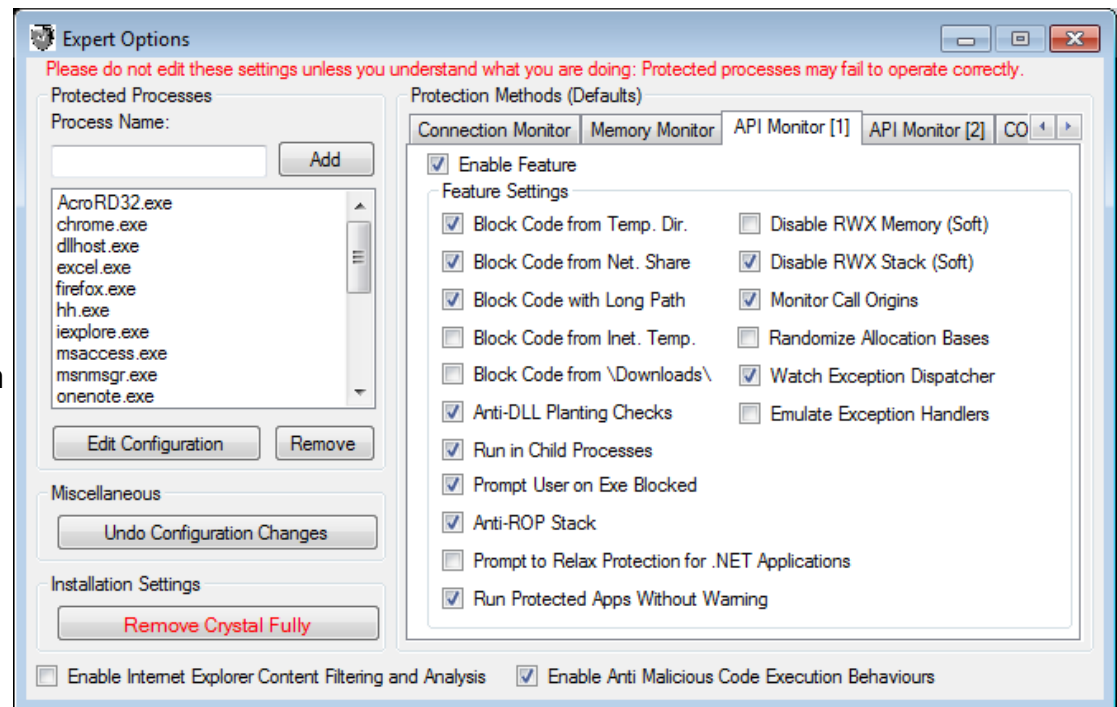 Expert Options
Please do not edit these settings unless you understand what you are doing: Protected processes may fail to operate correctly.
Protected Processes
Process Name:
Add
AcroRD32.exe
chrome.exe
dllhost.exe
excel.exe
firefox.exe
hh.exe
iexplore.exe
msaccess.exe
msnmsgr.exe
onenote.exe
Edit Configuration
Remove
Miscellaneous
Undo Configuration Changes
Installation Settings
Remove Crystal Fully
Protection Methods (Defaults)
Connection Monitor
Memory Monitor
API Monitor [1]
API Monitor [2]
CO
Enable Feature
Feature Settings
Block Code from Temp. Dir.
Block Code from Net. Share
Block Code with Long Path
Block Code from Inet. Temp.
Block Code from \Downloads\
Anti-DLL Planting Checks
Run in Child Processes
Prompt User on Exe Blocked
Anti-ROP Stack
Prompt to Relax Protection for .NET Applications
Run Protected Apps Without Warning
Disable RWX Memory (Soft)
Disable RWX Stack (Soft)
Monitor Call Origins
Randomize Allocation Bases
Watch Exception Dispatcher
Emulate Exception Handlers
Enable Internet Explorer Content Filtering and Analysis
Enable Anti Malicious Code Execution Behaviours